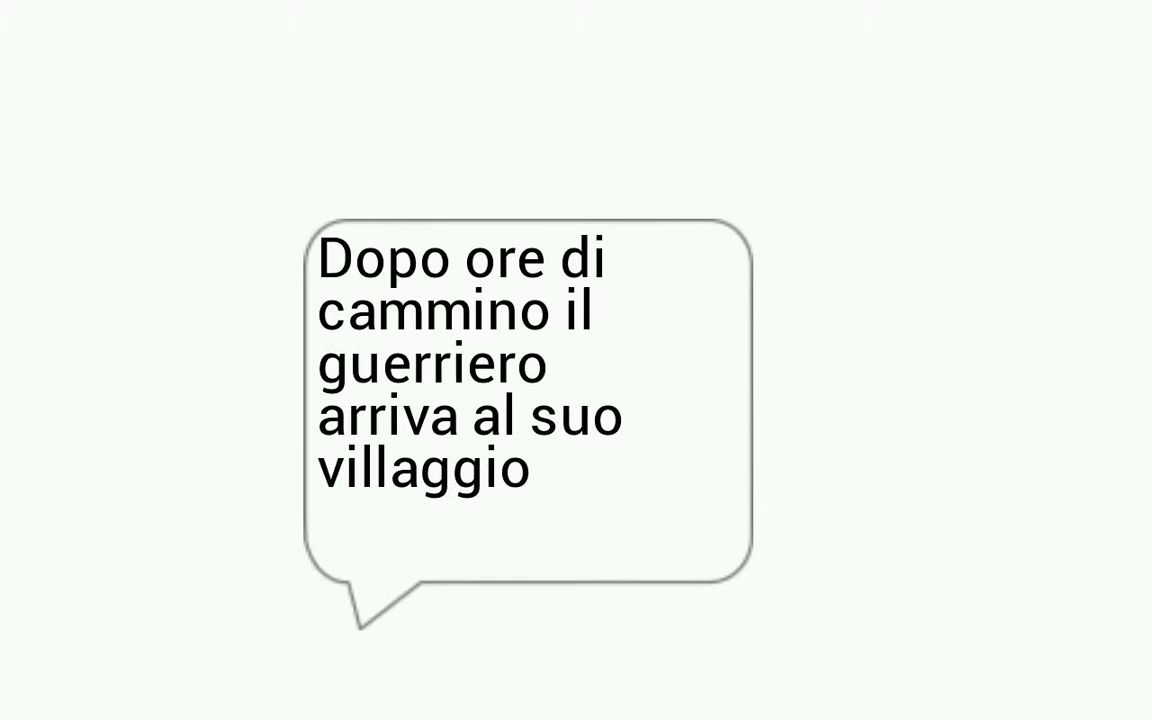 Dopo ore di
cammino il
guerriero
arriva al suo
villaggio